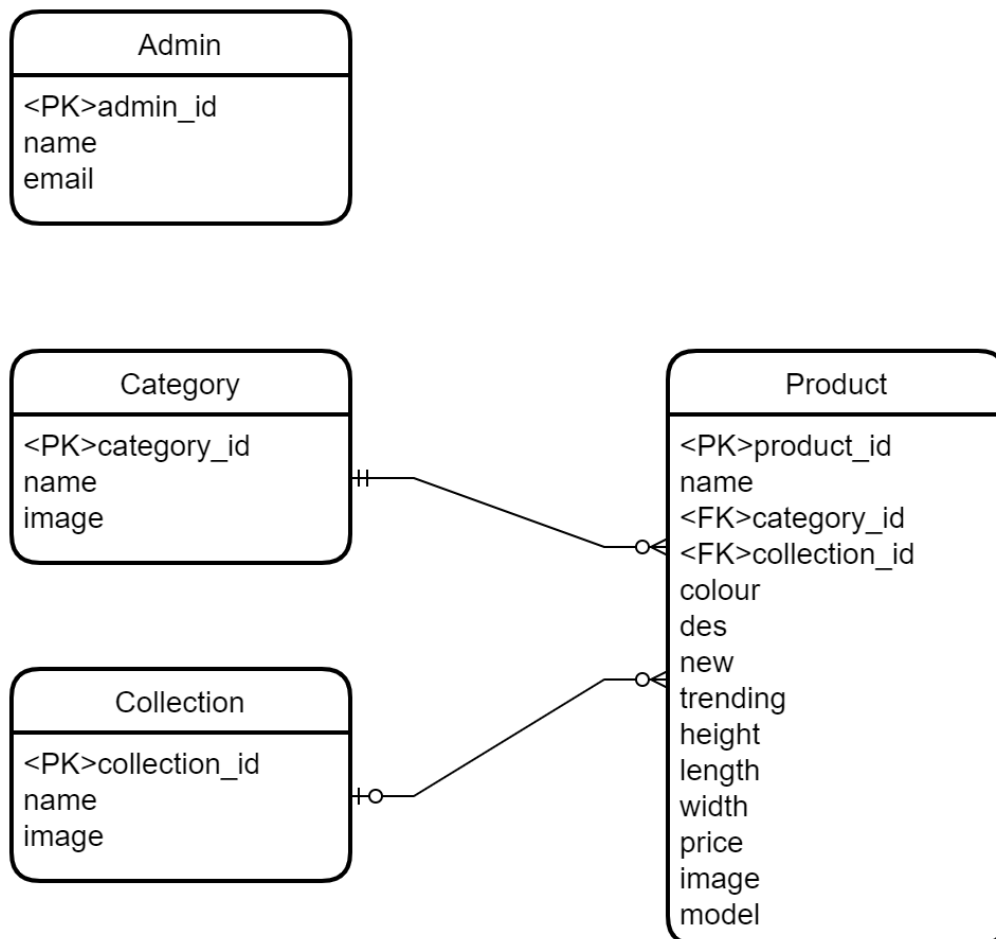 Admin
<PK>admin_id
name
email
Category
<PK>category_id
name
image
Product
<PK>product_id
name
<FK>category_id
<FK>collection_id
colour
des
new
trending
height
length
width
price
image
model
Collection
<PK>collection_id
name
image